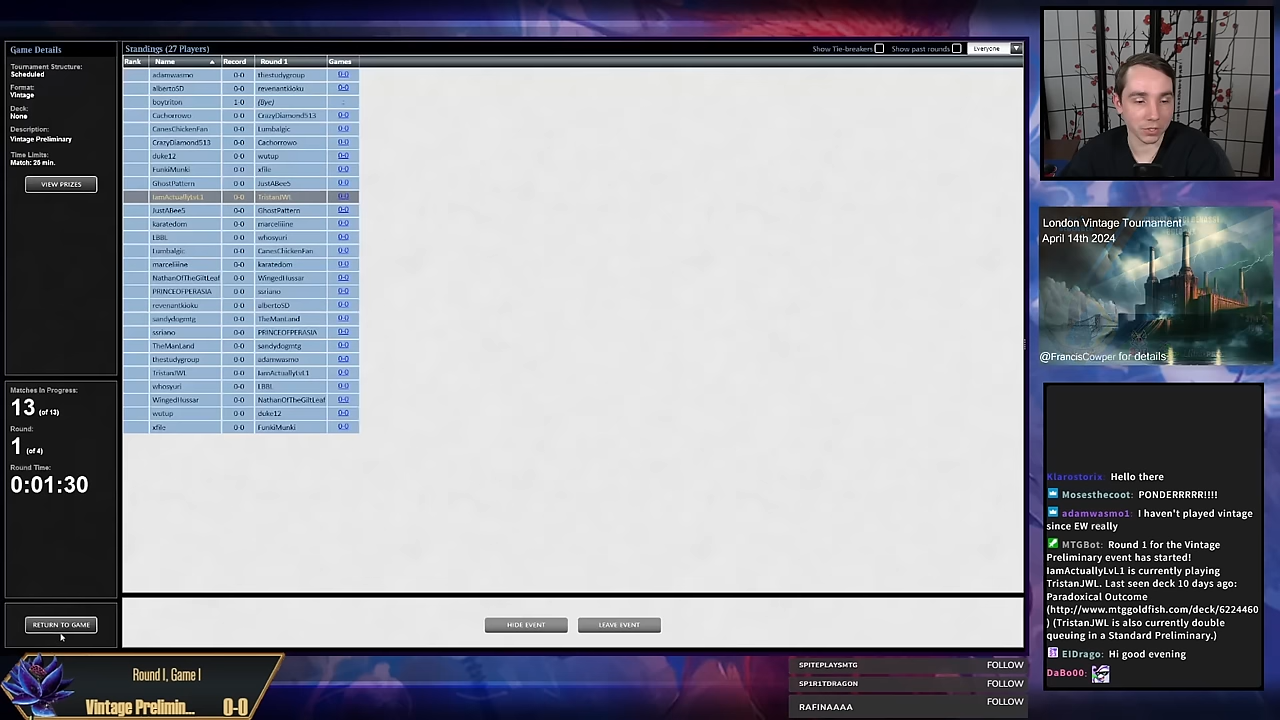 Game Details
Tournament Structure:
Scheduled
Format:
Vintage
Deck:
None
Description:
Vintage Preliminary
Time Limits:
Match: 25 min.
VIEW PRIZES
Matches In Progress:
13 (of 13)
Round:
1 (of 4)
Round Time:
0:01:30
RETURN TO GAME
Standings (27 Players)
Show Tie-breakers
Show past rounds
Everyone
Rank Name Record Round 1 Games
adamwasmo 0-0 thestudygroup 0-0
albertoSD 0-0 revenantkioku 0-0
boytriton 1-0 (Bye) :
Cachorrowo 0-0 CrazyDiamond513 0-0
CanesChickenFan 0-0 Lumbalgic 0-0
CrazyDiamond513 0-0 Cachorrowo 0-0
duke12 0-0 wutup 0-0
FunkiMunki 0-0 xfile 0-0
GhostPattern 0-0 JustABee5 0-0
IamActuallyLvL1 0-0 TristanJWL 0-0
JustABee5 0-0 GhostPattern 0-0
karatedom 0-0 marceliiine 0-0
LBBL 0-0 whosyuri 0-0
Lumbalgic 0-0 CanesChickenFan 0-0
marceliiine 0-0 karatedom 0-0
NathanOfTheGiltLeaf 0-0 WingedHussar 0-0
PRINCEOFPERASIA 0-0 ssriano 0-0
revenantkioku 0-0 albertoSD 0-0
sandydogmtg 0-0 TheManLand 0-0
ssriano 0-0 PRINCEOFPERASIA 0-0
TheManLand 0-0 sandydogmtg 0-0
thestudygroup 0-0 adamwasmo 0-0
TristanJWL 0-0 IamActuallyLvL1 0-0
whosyuri 0-0 LBBL 0-0
WingedHussar 0-0 NathanOfTheGiltLeaf 0-0
wutup 0-0 duke12 0-0
xfile 0-0 FunkiMunki 0-0
HIDE EVENT
LEAVE EVENT
London Vintage Tournament
April 14th 2024
@FrancisCowper for details
Klarostorix: Hello there
Mosesthecoot: PONDERRRRR!!!!
adamwasmo1: I haven't played vintage
since EW really
MTGBot: Round 1 for the Vintage
Preliminary event has started!
IamActuallyLvL1 is currently playing
TristanJWL. Last seen deck 10 days ago:
Paradoxical Outcome
(http://www.mtggoldfish.com/deck/6224460
) (TristanJWL is also currently double
queuing in a Standard Preliminary.)
ElDrago: Hi good evening
DaBo00:
Round 1, Game 1
Vintage Prelimin... 0-0
SPITEPLAYSMTG FOLLOW
SP1R1TDRAGON FOLLOW
RAFINAAAA FOLLOW